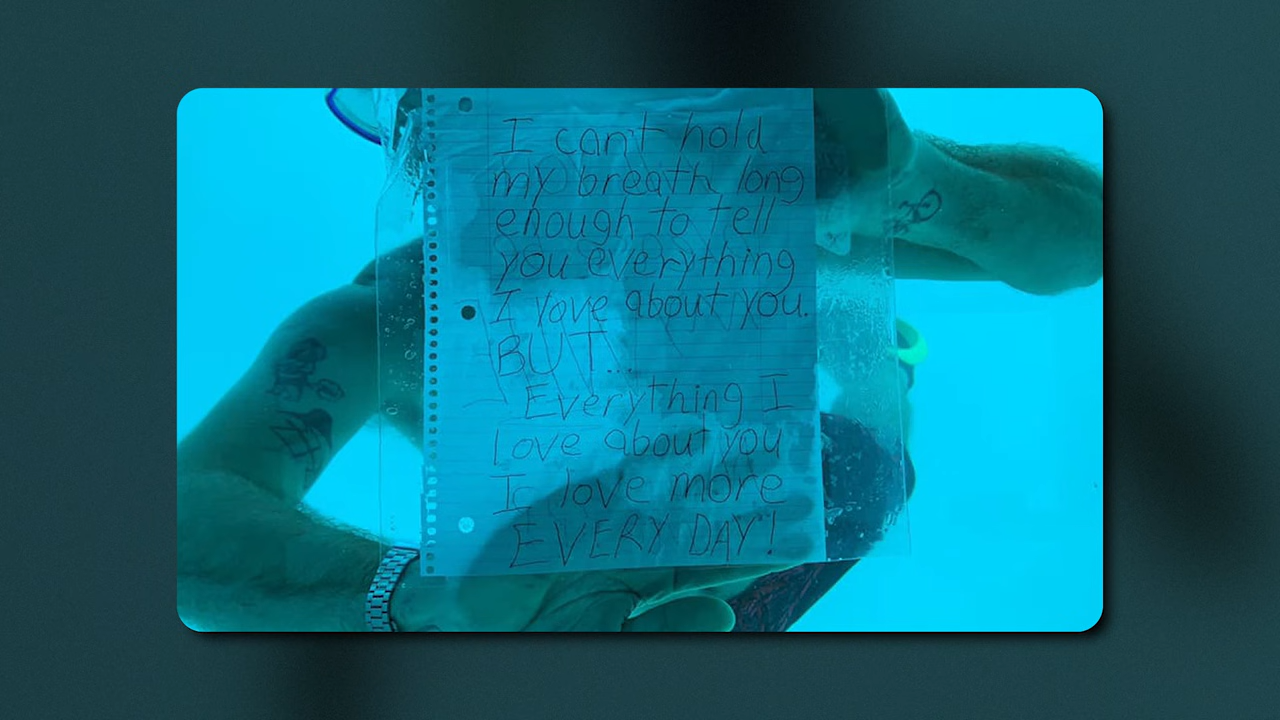 I can't hold
my breath long
enough to tell
you everything
I love about you.
BUT...
Everything I
love about you
I love more
EVERY DAY!